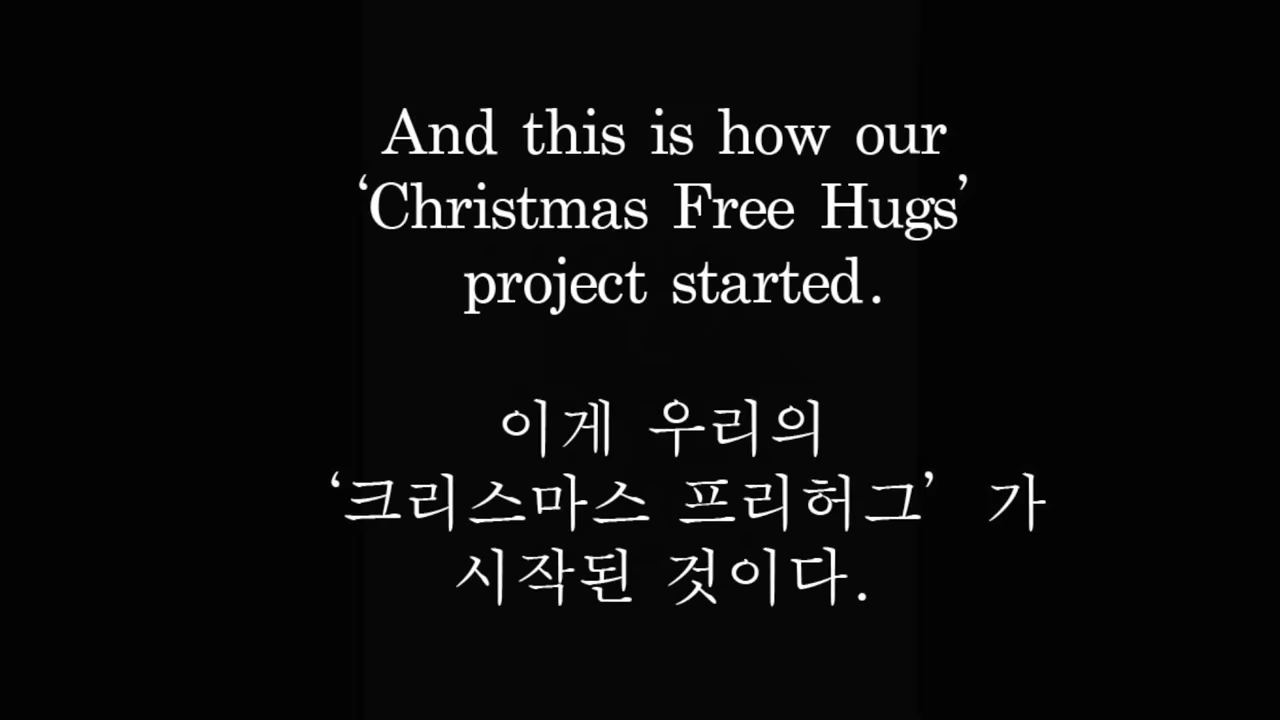 And this is how our
‘Christmas Free Hugs’
project started.
이게 우리의
‘크리스마스 프리허그’ 가
시작된 것이다.